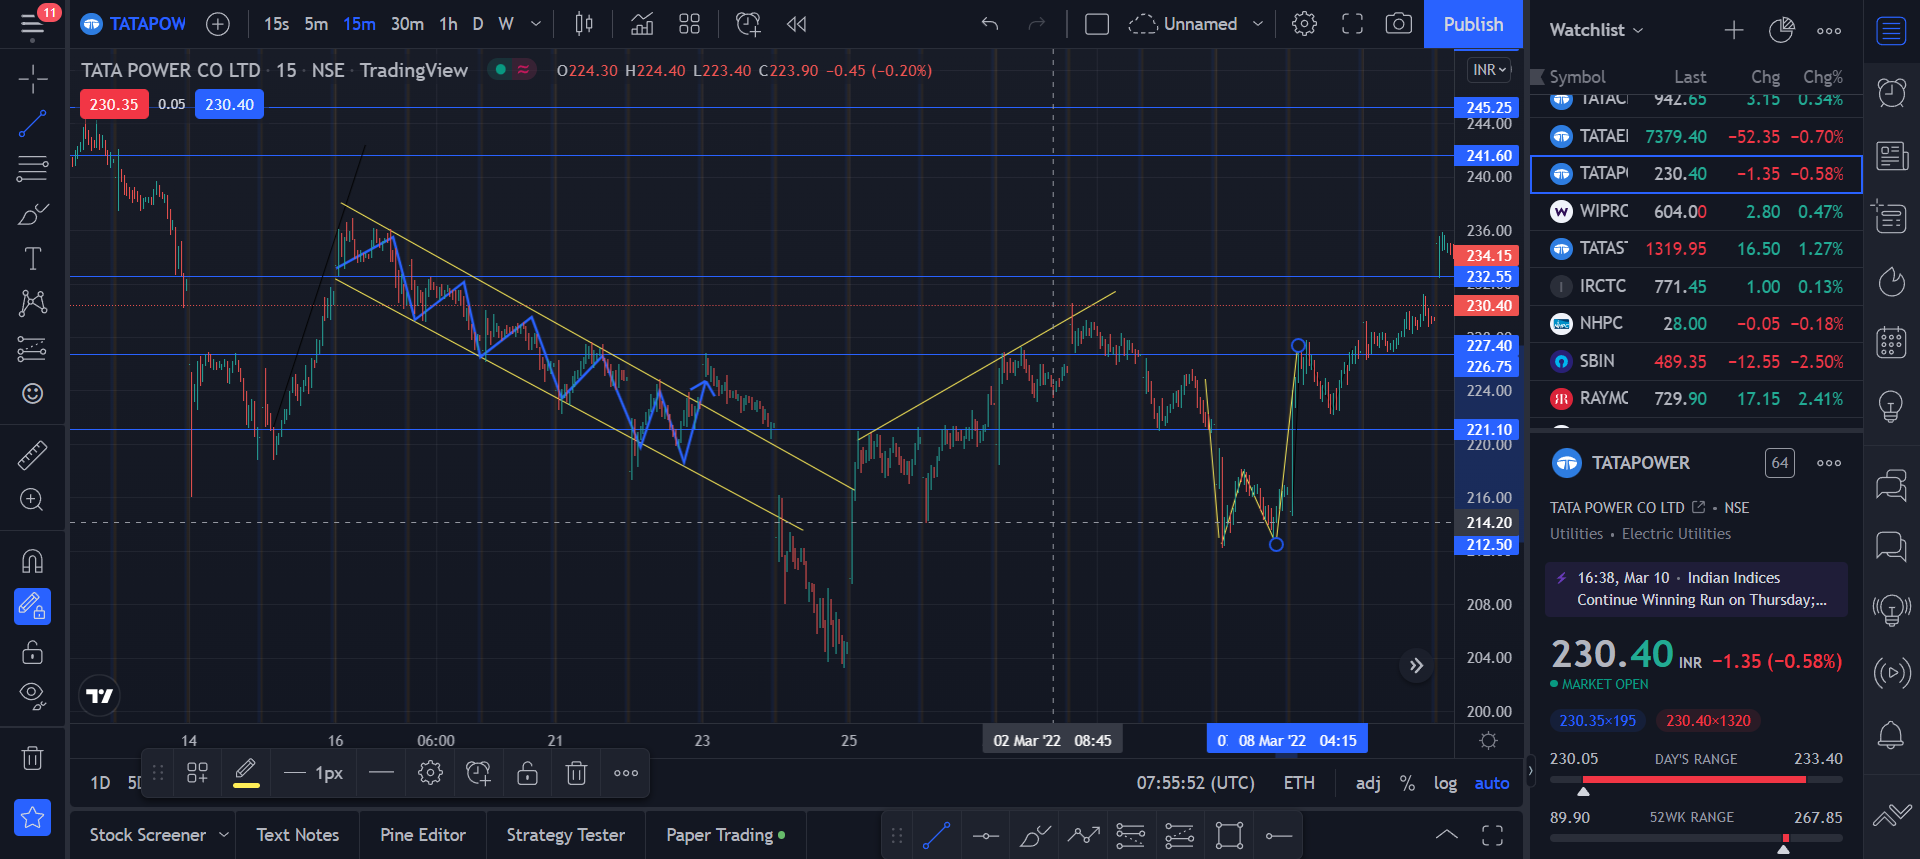 11
TATAPOW
15s 5m 15m 30m 1h D W
Unnamed
Publish
TATA POWER CO LTD · 15 · NSE · TradingView
O224.30 H224.40 L223.40 C223.90 −0.45 (−0.20%)
230.35 0.05 230.40
INR
245.25
244.00
241.60
240.00
236.00
234.15
232.55
230.40
227.40
226.75
224.00
221.10
220.00
216.00
214.20
212.50
208.00
204.00
200.00
14 16 06:00 21 23 25 02 Mar '22 08:45 08 Mar '22 04:15
1px
1D
07:55:52 (UTC) ETH adj % log auto
Stock Screener Text Notes Pine Editor Strategy Tester Paper Trading
Watchlist
Symbol Last Chg Chg%
942.65 3.15 0.34%
TATAEI 7379.40 −52.35 −0.70%
TATAP 230.40 −1.35 −0.58%
W WIPRO 604.00 2.80 0.47%
TATAST 1319.95 16.50 1.27%
I IRCTC 771.45 1.00 0.13%
NHPC 28.00 −0.05 −0.18%
SBIN 489.35 −12.55 −2.50%
RAYMO 729.90 17.15 2.41%
TATAPOWER 64
TATA POWER CO LTD • NSE
Utilities • Electric Utilities
16:38, Mar 10 · Indian Indices
Continue Winning Run on Thursday;...
230.40 INR −1.35 (−0.58%)
MARKET OPEN
230.35×195 230.40×1320
230.05 DAY'S RANGE 233.40
89.90 52WK RANGE 267.85